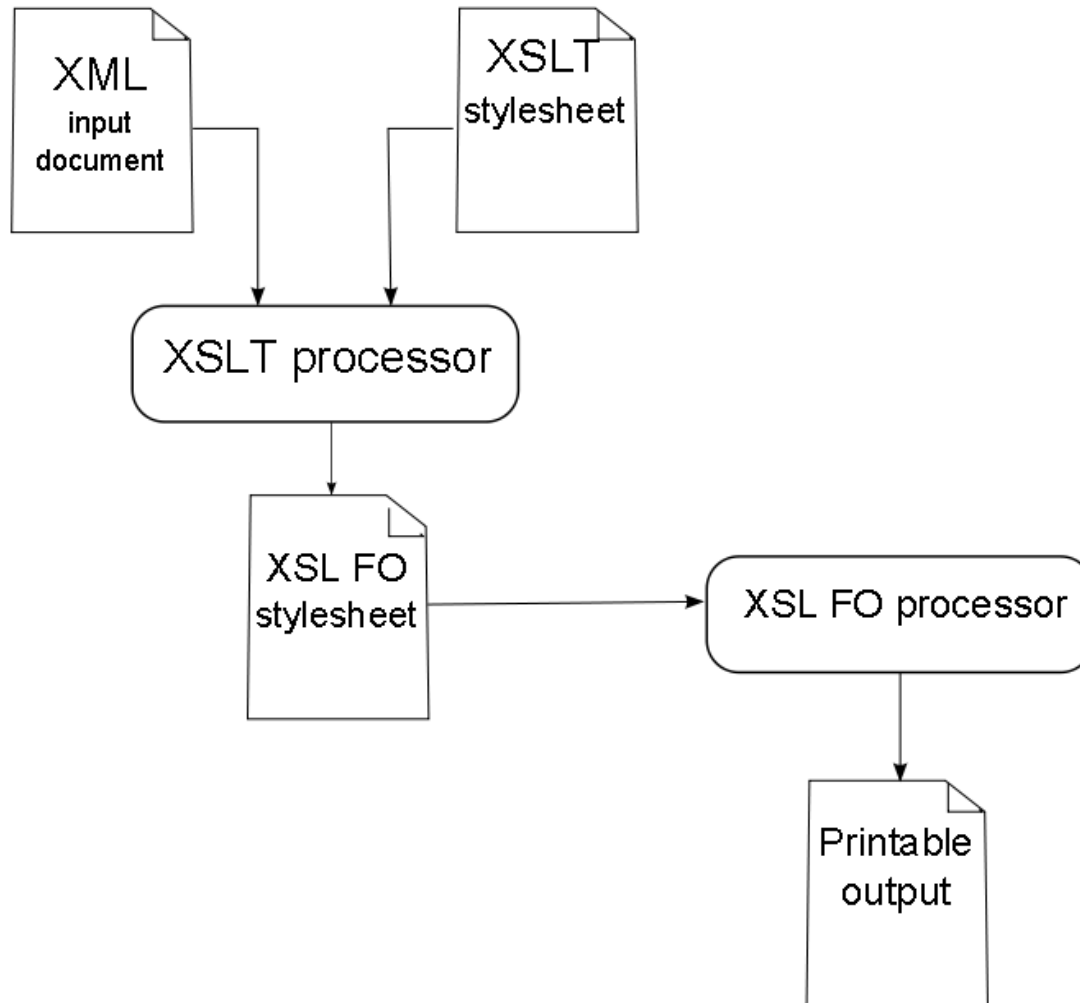 XML
input
document
XSLT
stylesheet
XSLT processor
XSL FO
stylesheet
XSL FO processor
Printable
output